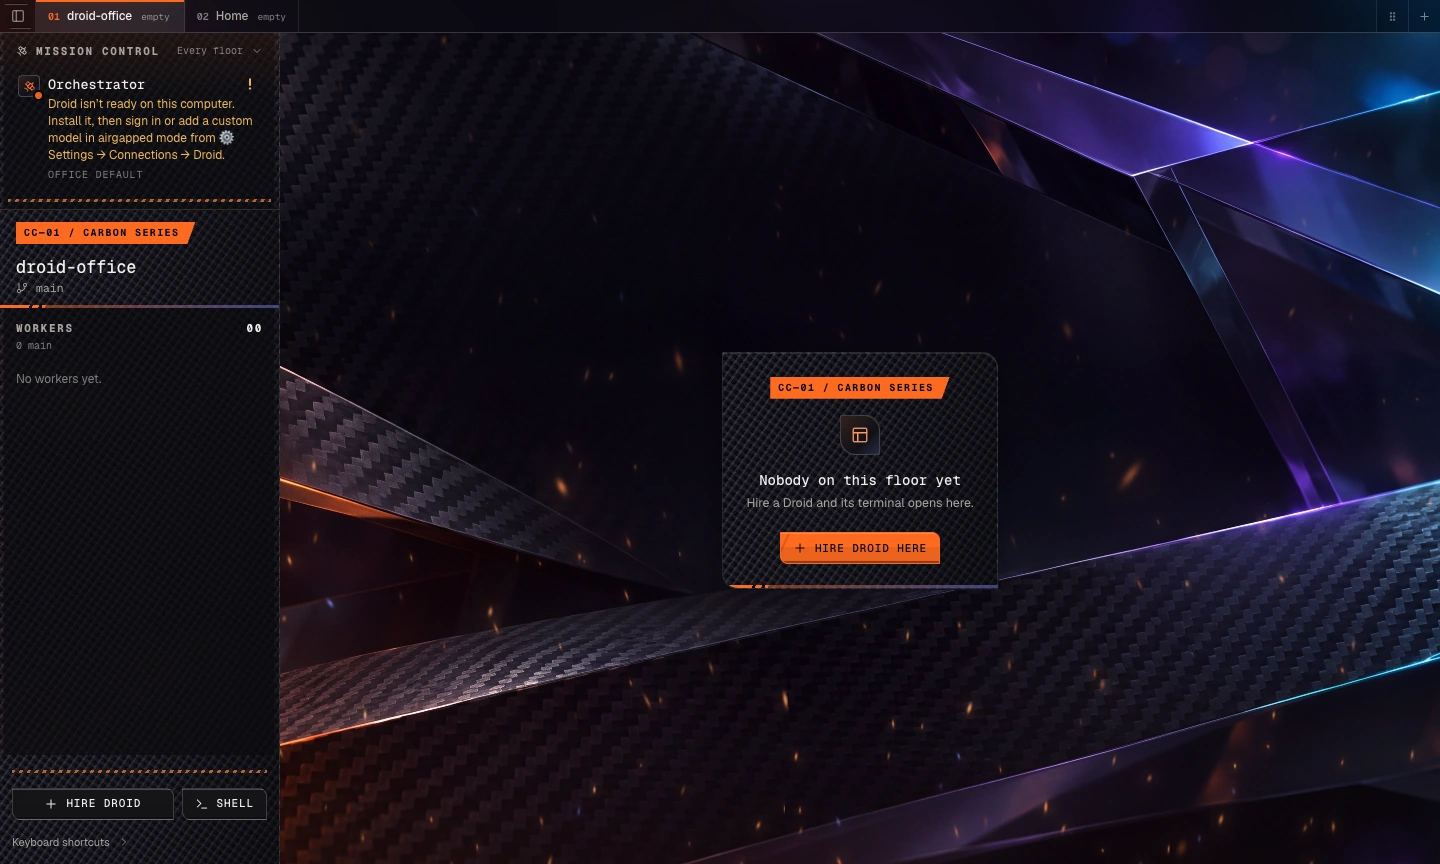 01 droid-office empty
02 Home empty
MISSION CONTROL Every floor
Orchestrator !
Droid isn't ready on this computer.
Install it, then sign in or add a custom
model in airgapped mode from ⚙️
Settings → Connections → Droid.
OFFICE DEFAULT
CC—01 / CARBON SERIES
droid-office
main
WORKERS 00
0 main
No workers yet.
CC—01 / CARBON SERIES
Nobody on this floor yet
Hire a Droid and its terminal opens here.
+ HIRE DROID HERE
+ HIRE DROID
SHELL
Keyboard shortcuts